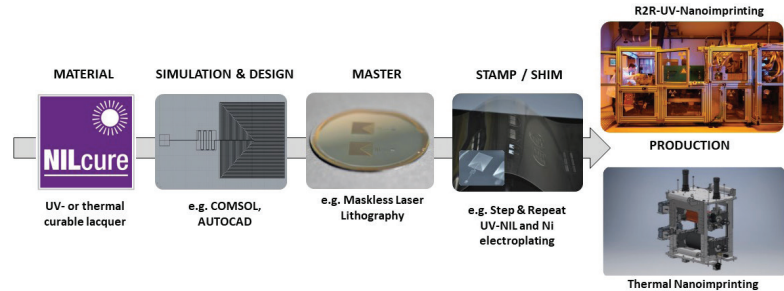 R2R-UV-Nanoimprinting
MATERIAL
SIMULATION & DESIGN
MASTER
STAMP / SHIM
NILcure
UV- or thermal
curable lacquer
e.g. COMSOL,
AUTOCAD
e.g. Maskless Laser
Lithography
e.g. Step & Repeat
UV-NIL and Ni
electroplating
PRODUCTION
Thermal Nanoimprinting